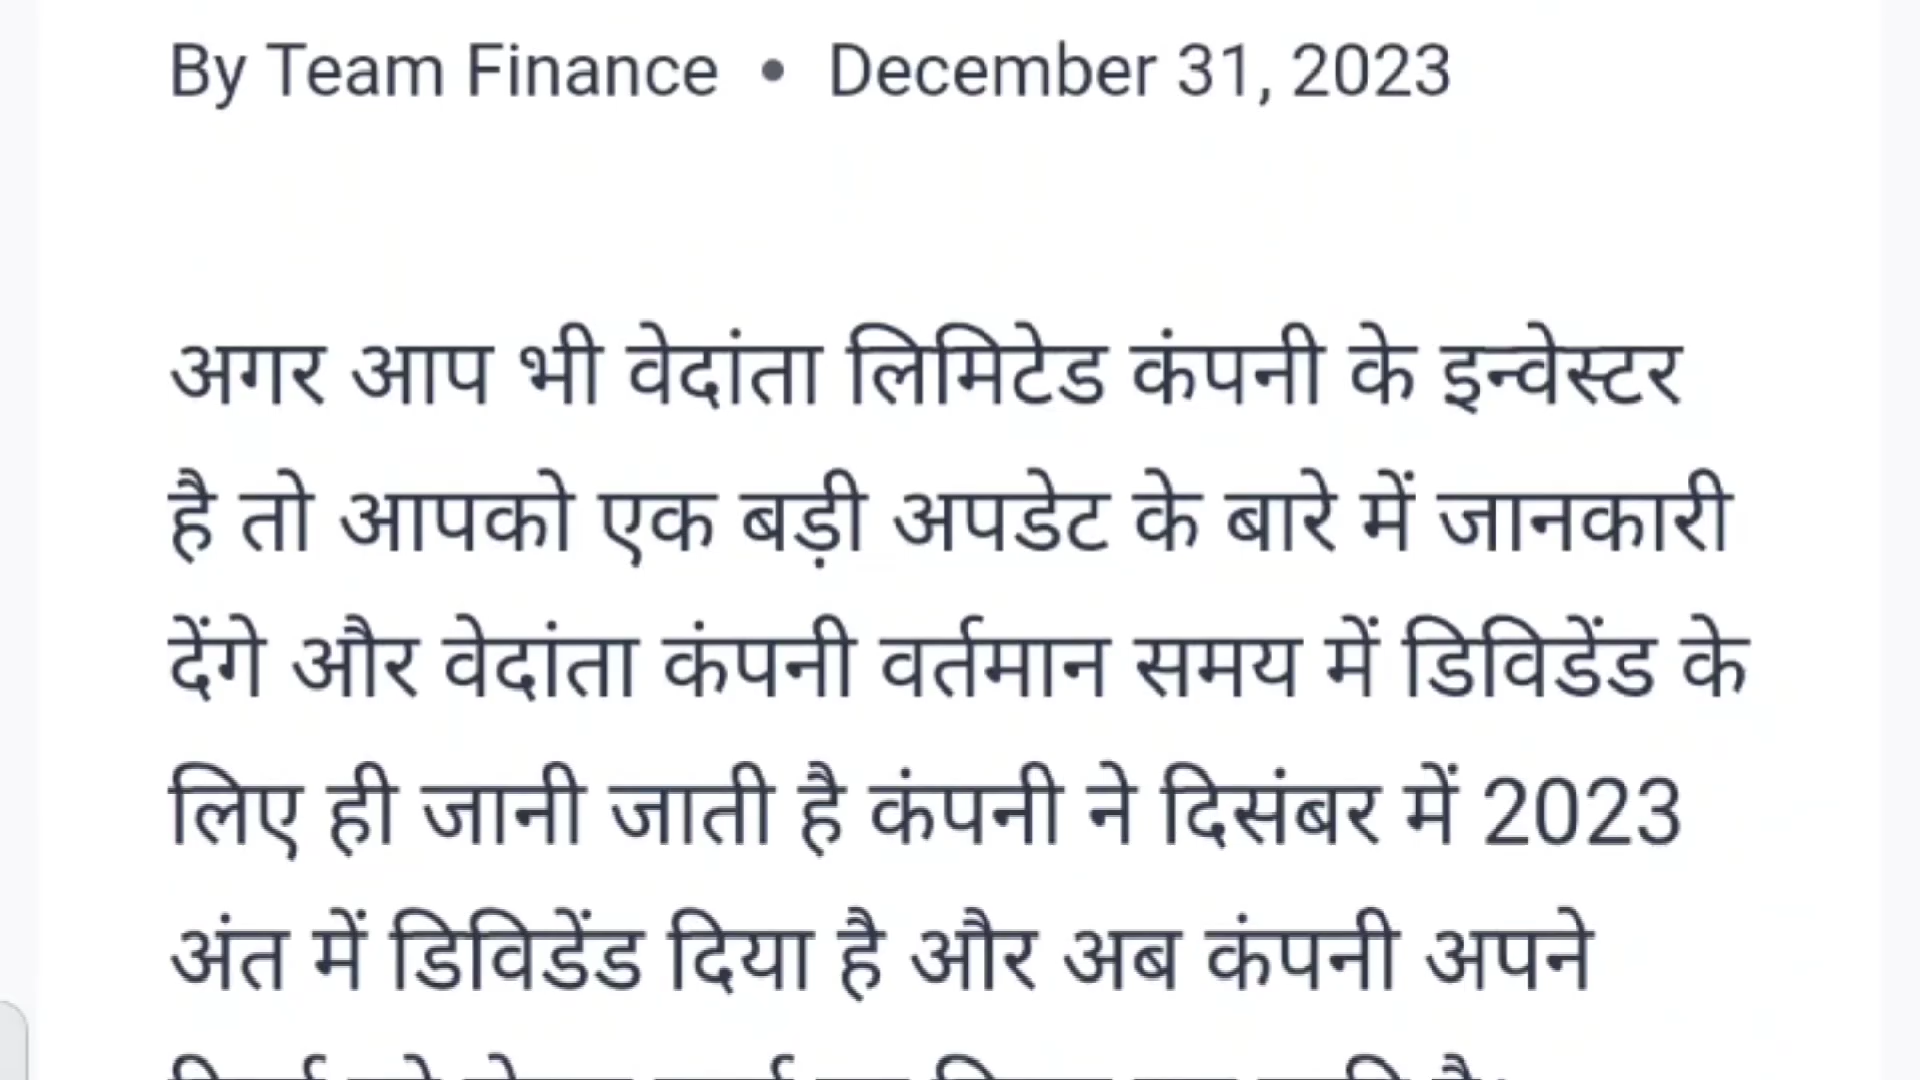 By Team Finance • December 31, 2023
अगर आप भी वेदांता लिमिटेड कंपनी के इन्वेस्टर
है तो आपको एक बड़ी अपडेट के बारे में जानकारी
देंगे और वेदांता कंपनी वर्तमान समय में डिविडेंड के
लिए ही जानी जाती है कंपनी ने दिसंबर में 2023
अंत में डिविडेंड दिया है और अब कंपनी अपने